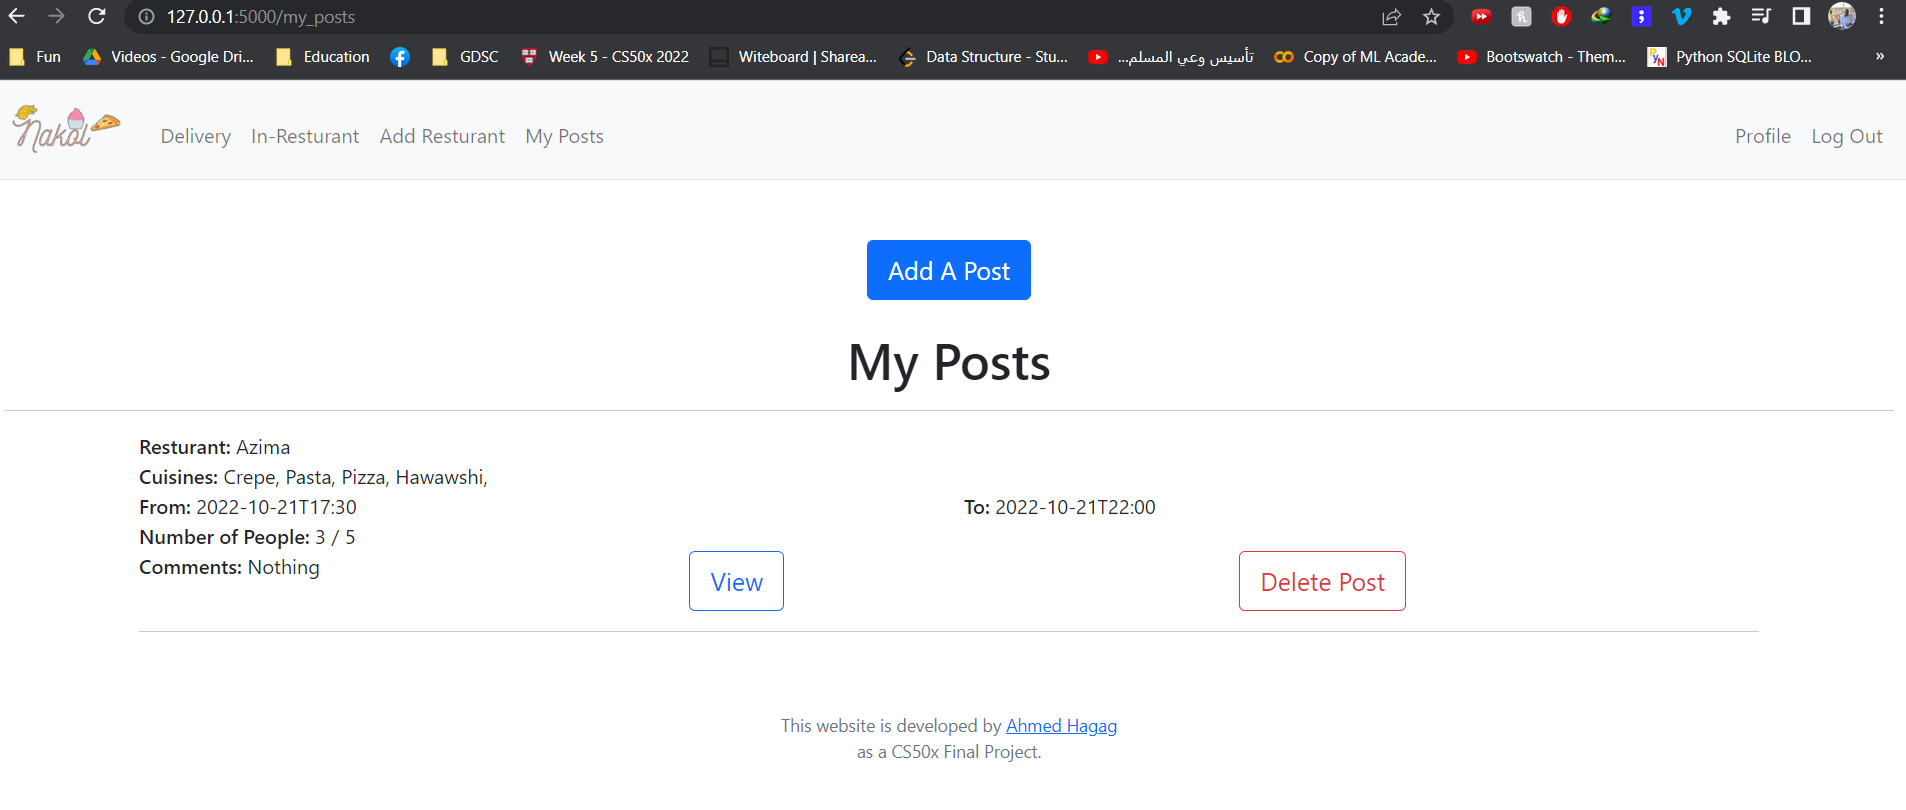 127.0.0.1:5000/my_posts
Fun Videos - Google Dri... Education GDSC Week 5 - CS50x 2022 Witeboard | Sharea... Data Structure - Stu... تأسيس وعي المسلم... Copy of ML Acade... Bootswatch - Them... Python SQLite BLO... »
Nakol Delivery In-Resturant Add Resturant My Posts Profile Log Out
Add A Post
My Posts
Resturant: Azima
Cuisines: Crepe, Pasta, Pizza, Hawawshi,
From: 2022-10-21T17:30 To: 2022-10-21T22:00
Number of People: 3 / 5
Comments: Nothing
View Delete Post
This website is developed by Ahmed Hagag
as a CS50x Final Project.